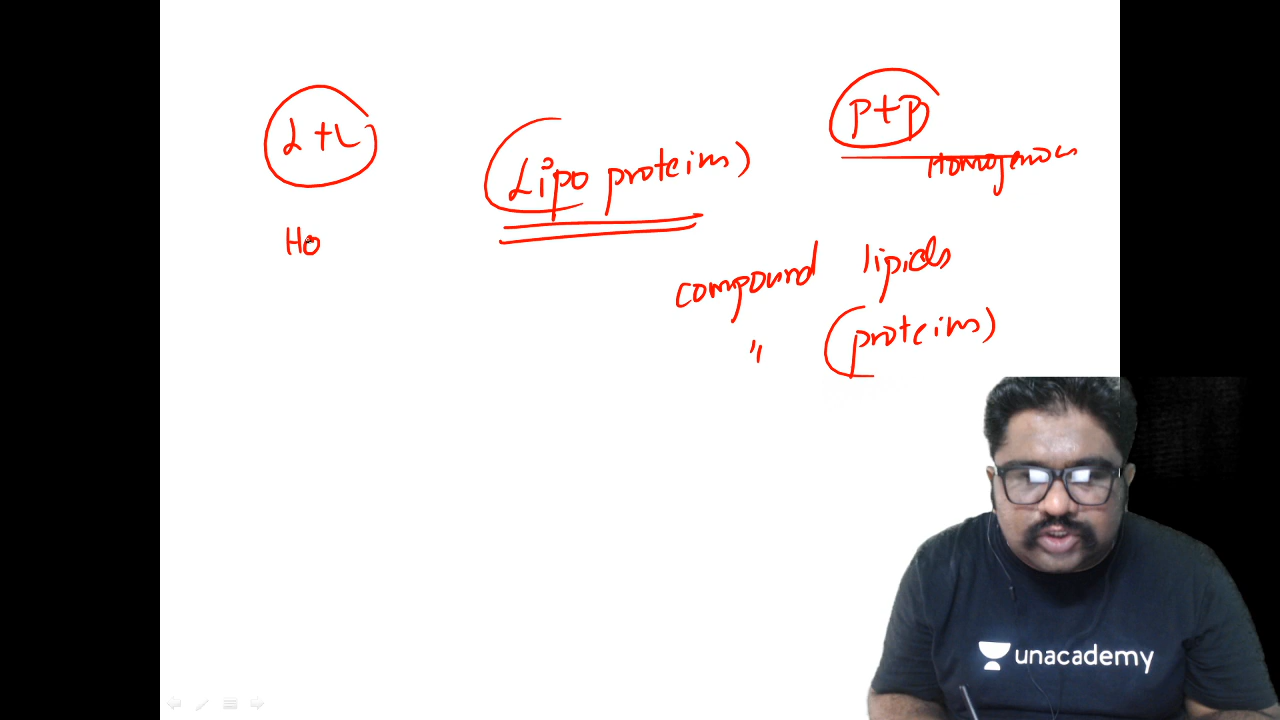 L+L
P+P
Homogenous
(Lipo proteins)
Ho
compound lipids
" (proteins)
unacademy